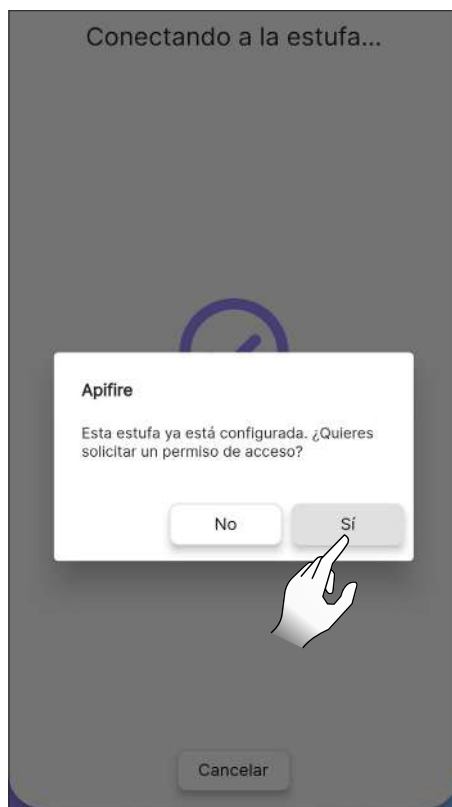 Conectando a la estufa...
Apifire
Esta estufa ya está configurada. ¿Quieres
solicitar un permiso de acceso?
No
Sí
Cancelar